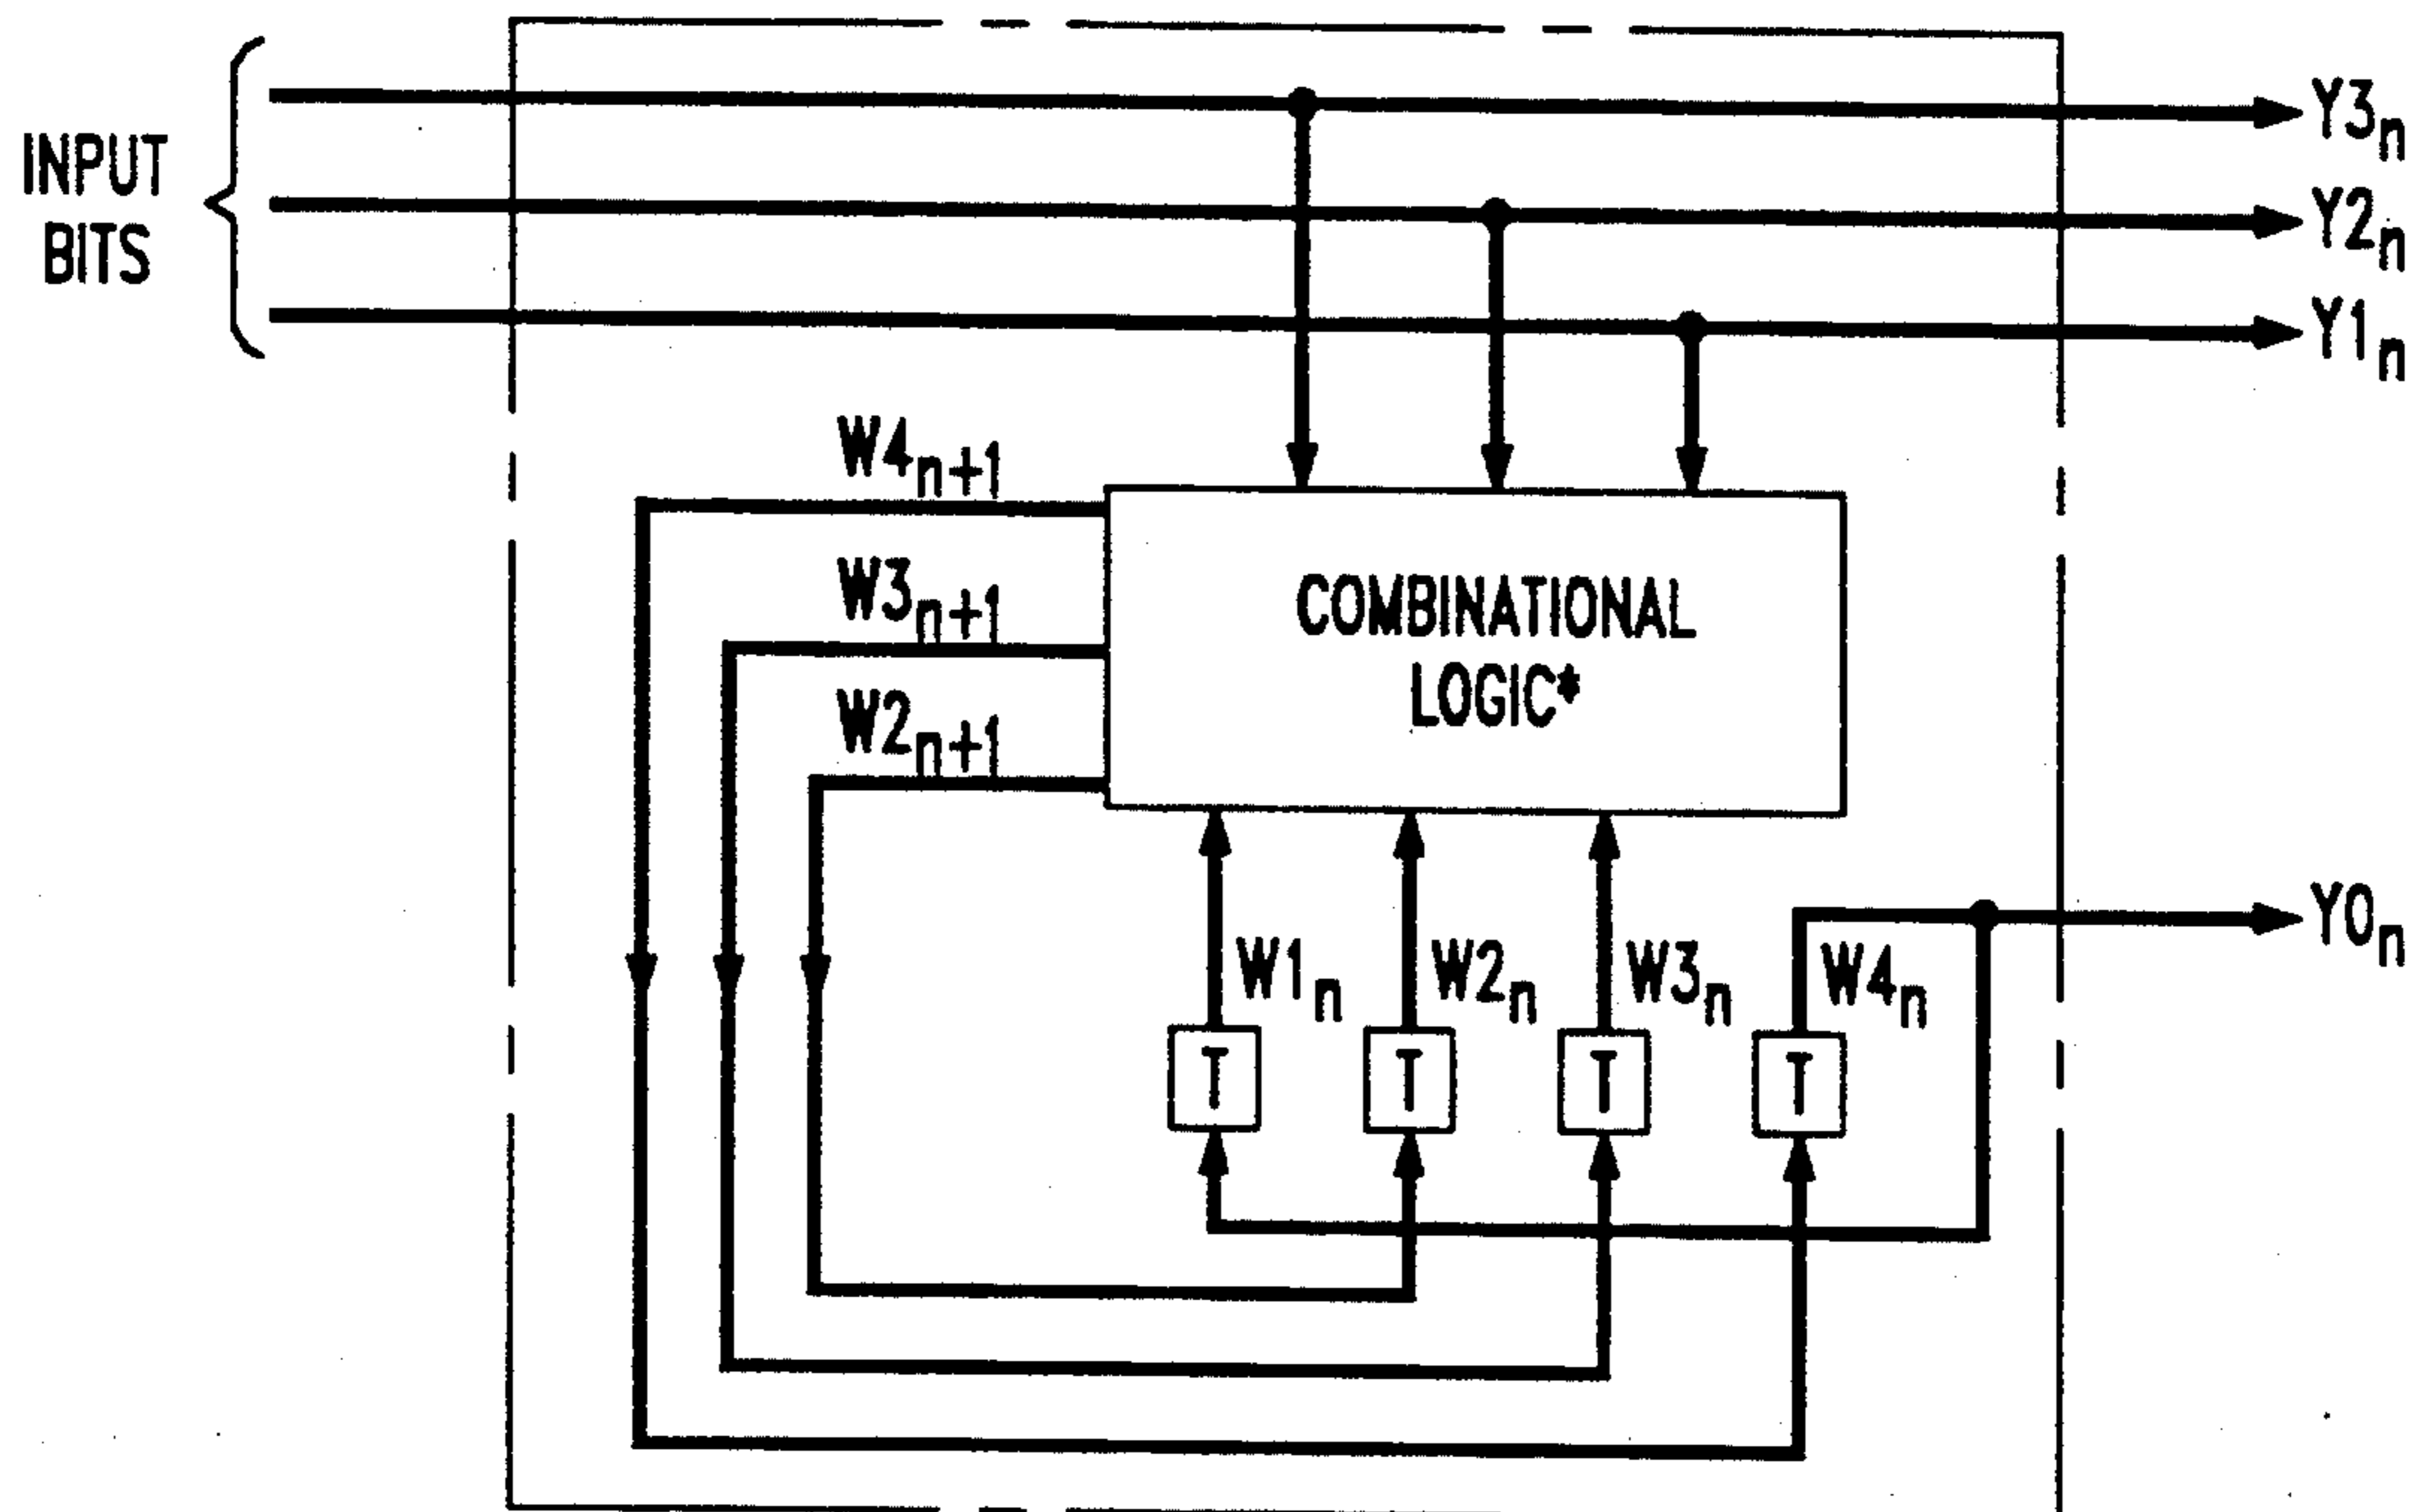 INPUT
BITS
Y3n
Y2n
Y1n
W4n+1
W3n+1
W2n+1
COMBINATIONAL
LOGIC*
Y0n
W1n
W2n
W3n
W4n
T
T
T
T